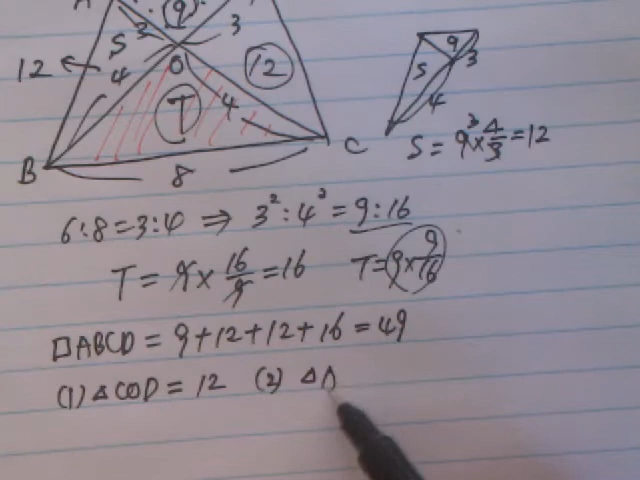 A
9
3
3
S
4
12
O
12
T
4
B
8
C
9
3
S
4
S = 9³ × 4/3 = 12
6:8=3:4 ⇒ 3²:4² = 9:16
T = 9 × 16/9 = 16 T = 9 × 9/16
□ABCD = 9+12+12+16 = 49
(1) △COD = 12 (2) △A